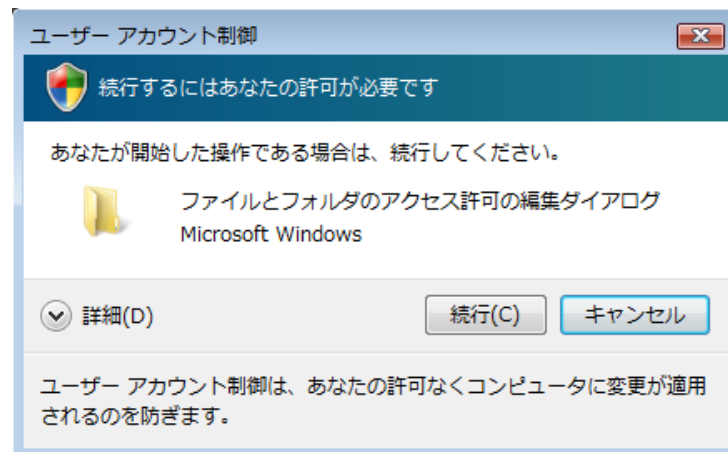 ユーザー アカウント制御
続行するにはあなたの許可が必要です
あなたが開始した操作である場合は、続行してください。
ファイルとフォルダのアクセス許可の編集ダイアログ
Microsoft Windows
詳細(D)
続行(C)
キャンセル
ユーザー アカウント制御は、あなたの許可なくコンピュータに変更が適用
されるのを防ぎます。